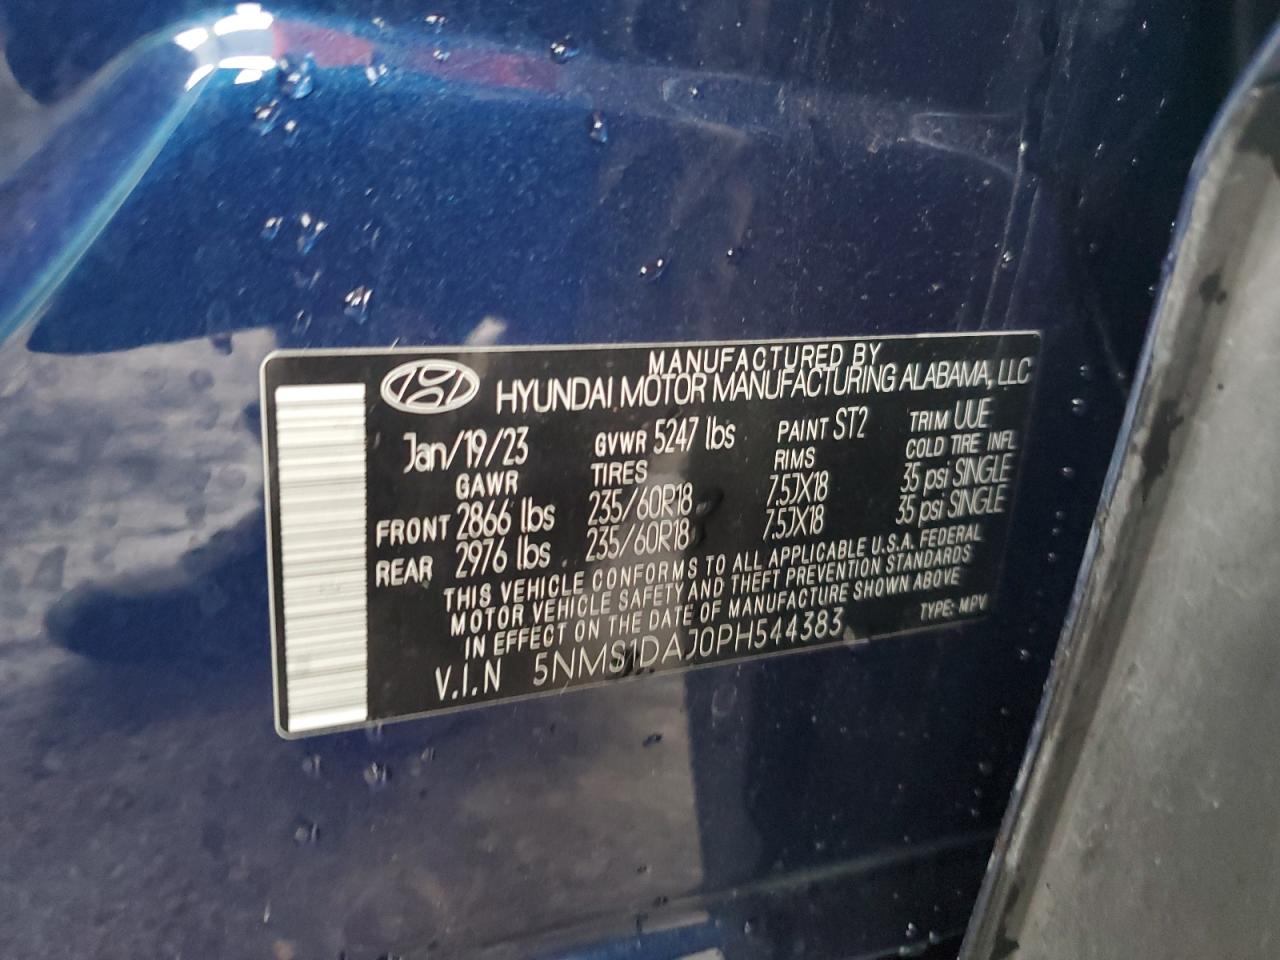 MANUFACTURED BY
HYUNDAI MOTOR MANUFACTURING ALABAMA, LLC
Jan/19/23 GVWR 5247 lbs PAINT ST2 TRIM UUE
GAWR TIRES RIMS COLD TIRE INFL
FRONT 2866 lbs 235/60R18 7.5JX18 35 psi SINGLE
REAR 2976 lbs 235/60R18 7.5JX18 35 psi SINGLE
THIS VEHICLE CONFORMS TO ALL APPLICABLE U.S.A. FEDERAL
MOTOR VEHICLE SAFETY AND THEFT PREVENTION STANDARDS
IN EFFECT ON THE DATE OF MANUFACTURE SHOWN ABOVE
V.I.N 5NMS1DAJ0PH544383 TYPE: MPV